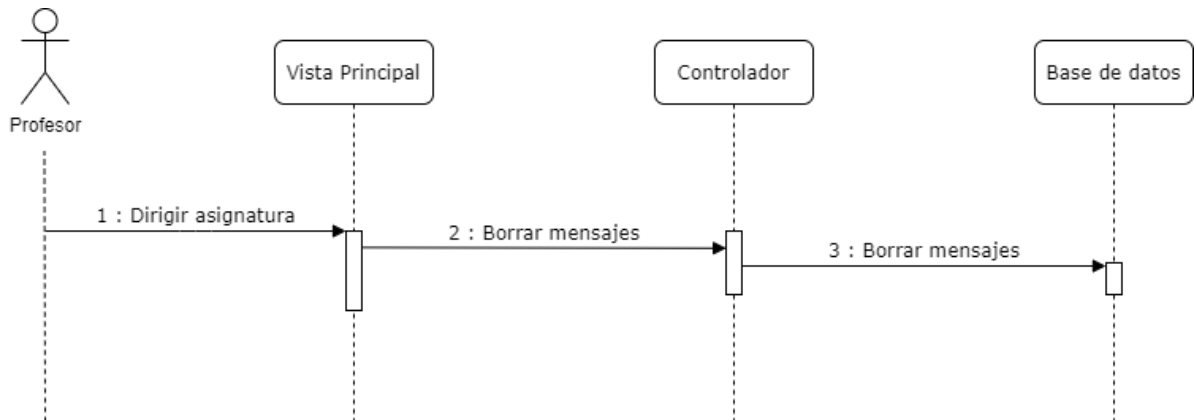 Vista Principal
Controlador
Base de datos
Profesor
1 : Dirigir asignatura
2 : Borrar mensajes
3 : Borrar mensajes